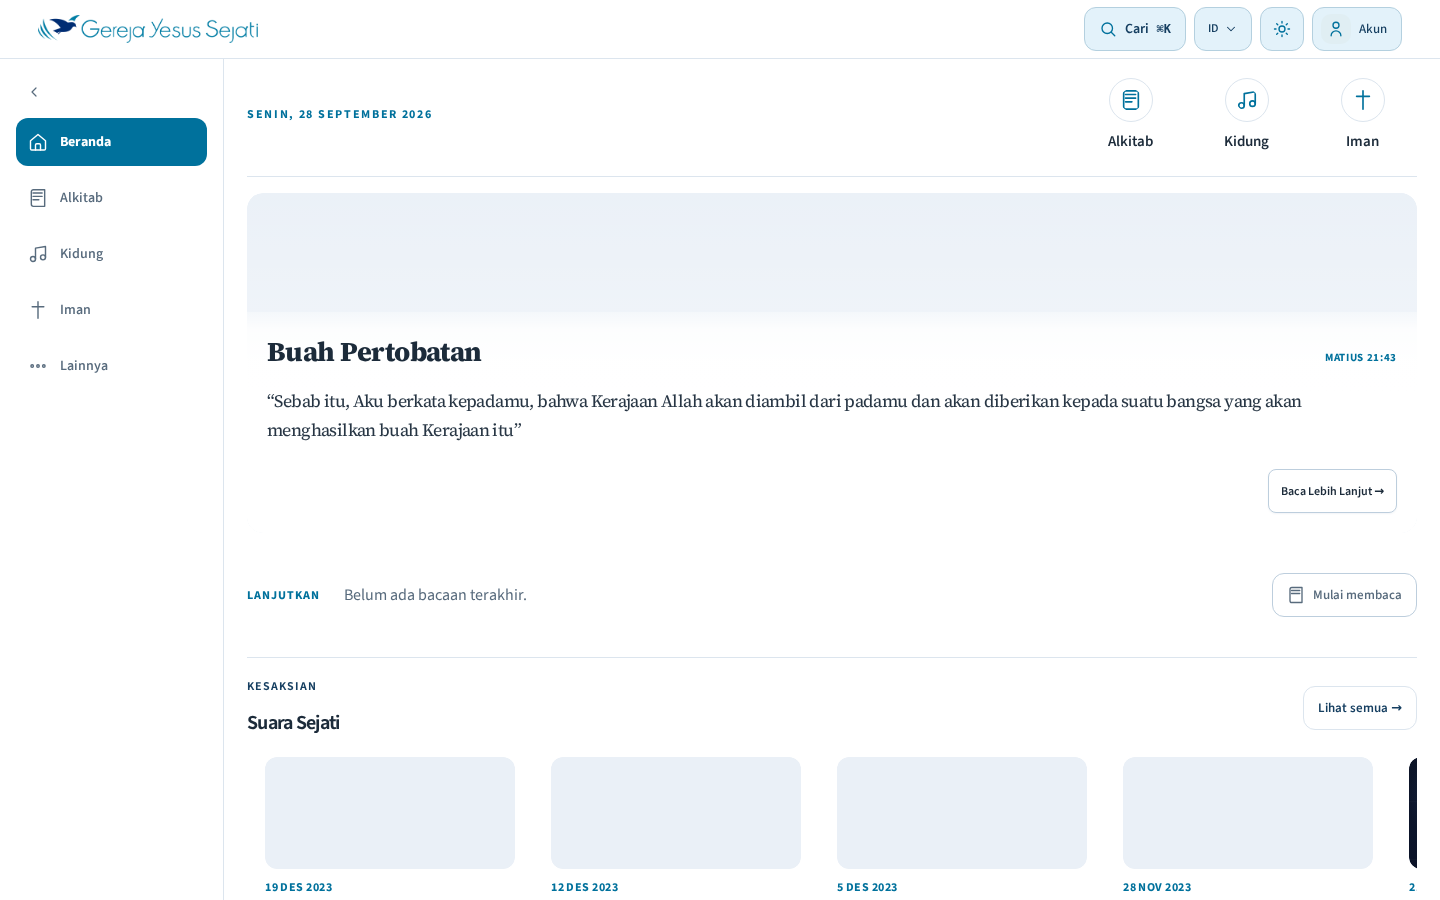 Gereja Yesus Sejati
Cari ⌘K
ID
Akun
Beranda
Alkitab
Kidung
Iman
Lainnya
SENIN, 28 SEPTEMBER 2026
Alkitab
Kidung
Iman
Buah Pertobatan
MATIUS 21:43
“Sebab itu, Aku berkata kepadamu, bahwa Kerajaan Allah akan diambil dari padamu dan akan diberikan kepada suatu bangsa yang akan
menghasilkan buah Kerajaan itu”
Baca Lebih Lanjut →
LANJUTKAN
Belum ada bacaan terakhir.
Mulai membaca
KESAKSIAN
Suara Sejati
Lihat semua →
19 DES 2023
12 DES 2023
5 DES 2023
28 NOV 2023
2